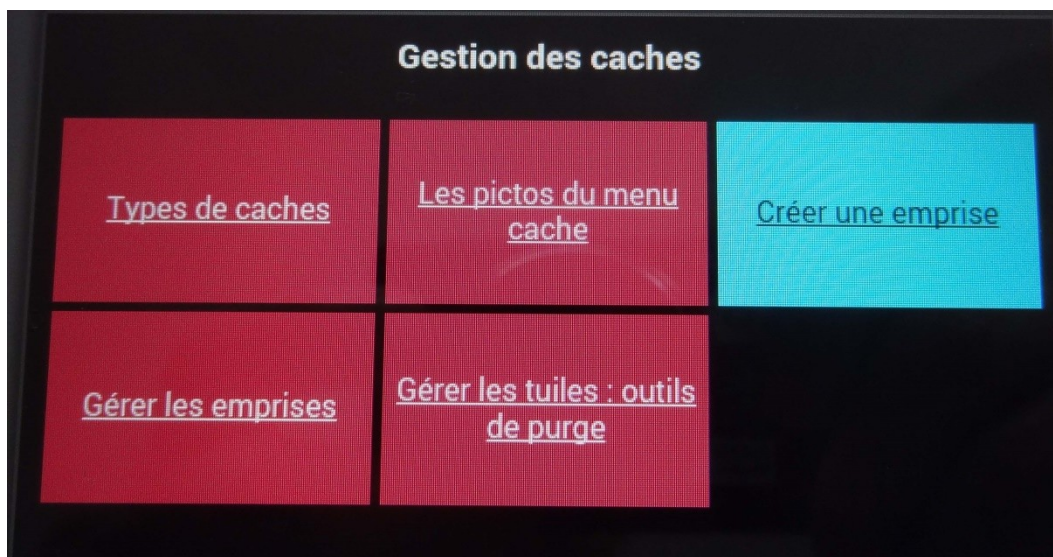 Gestion des caches
Types de caches
Les pictos du menu
cache
Créer une emprise
Gérer les emprises
Gérer les tuiles : outils
de purge